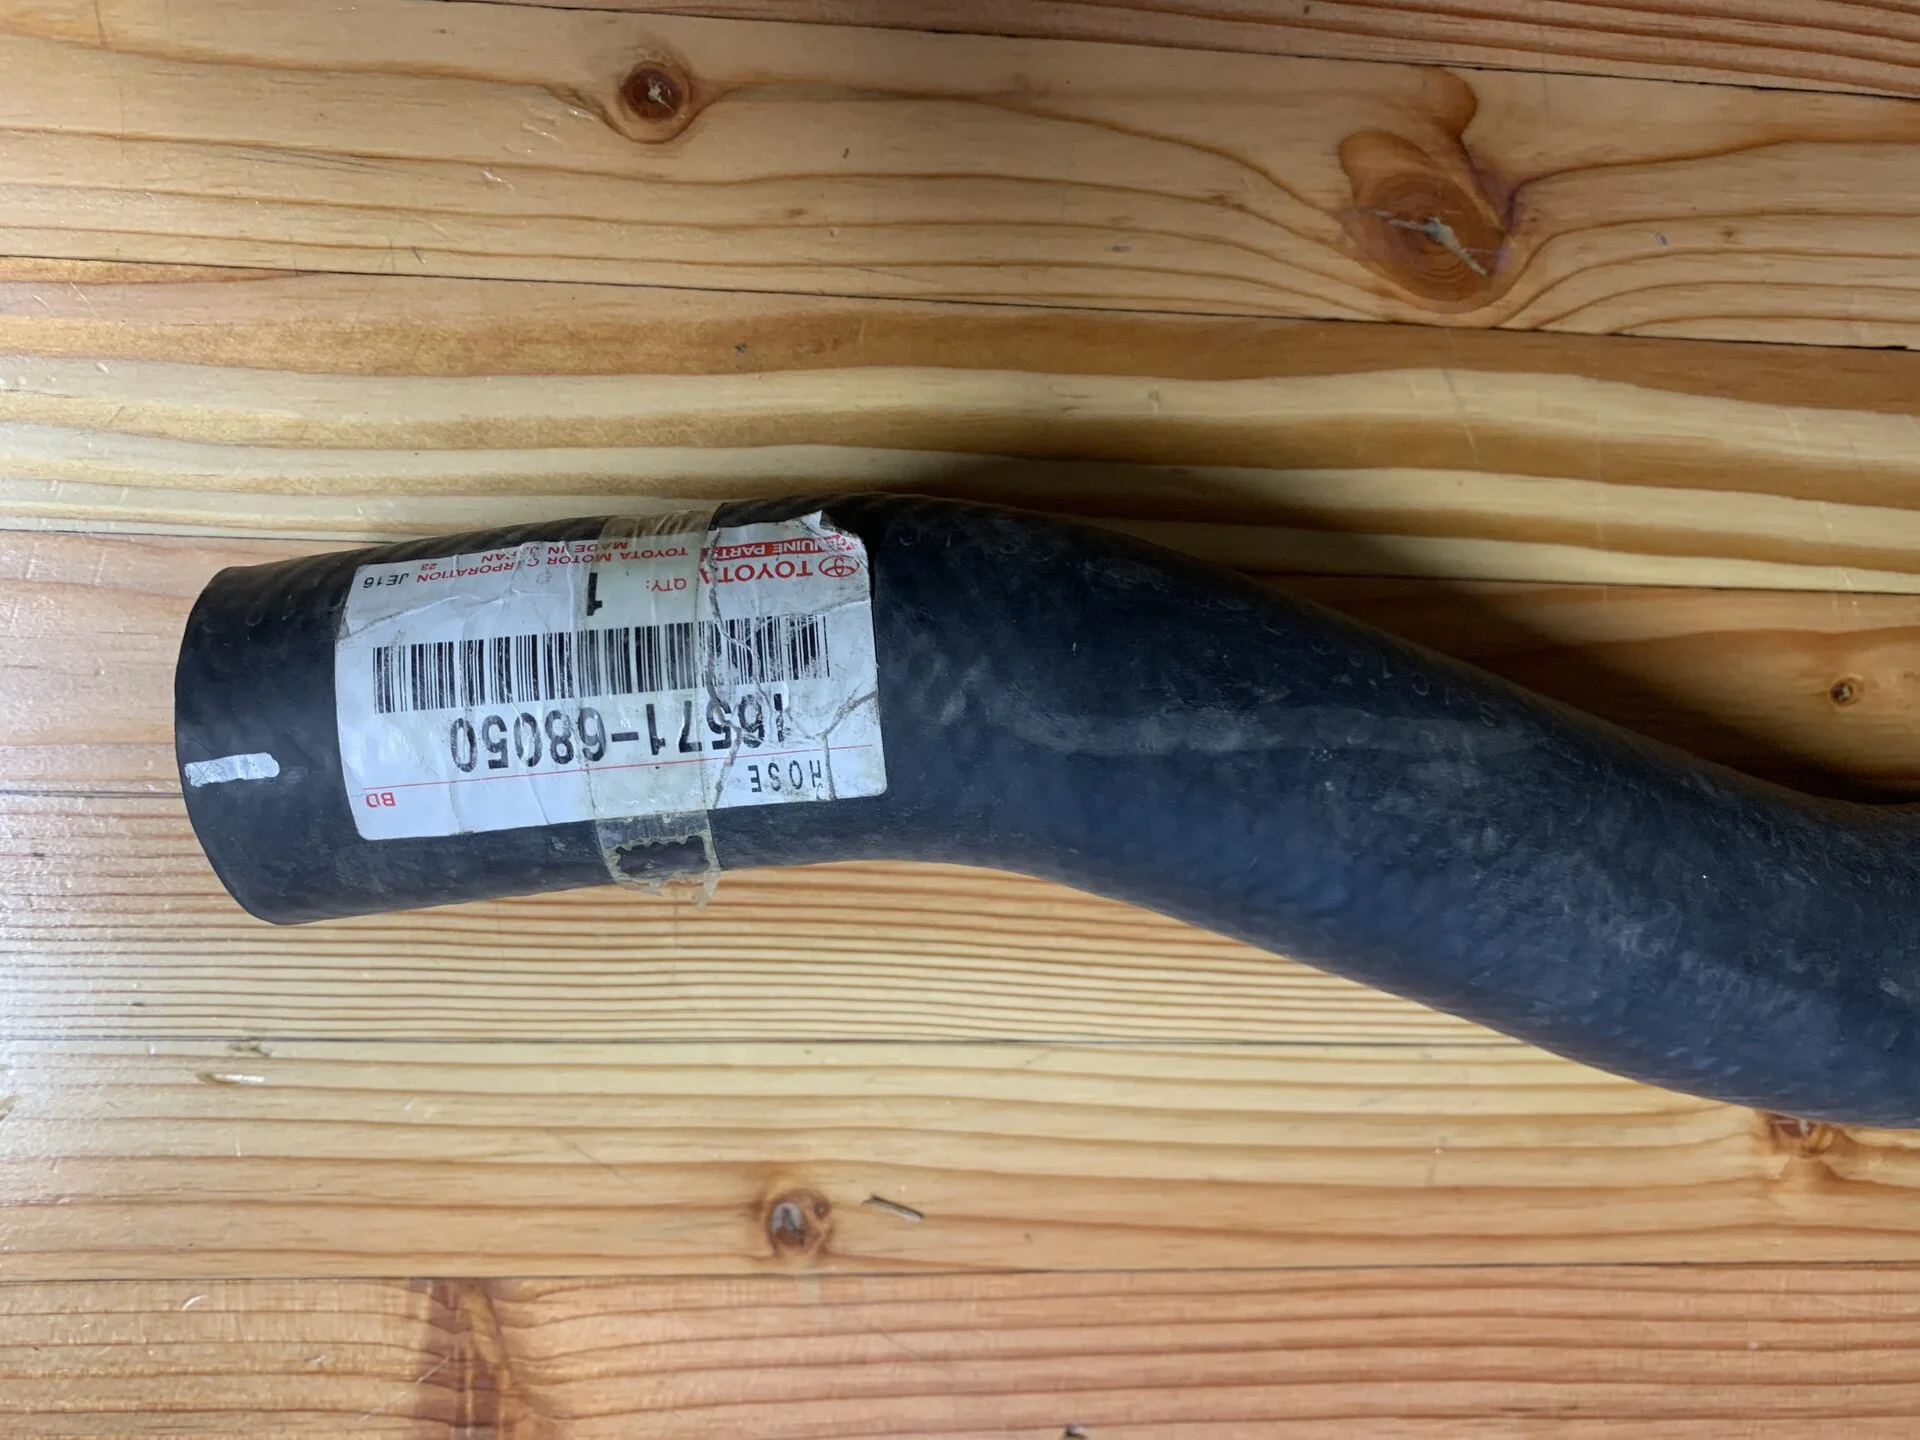 TOYOTA
GENUINE PARTS
QTY:
1
TOYOTA MOTOR CORPORATION JE16
MADE IN JAPAN 23
16571-68050
HOSE
BD